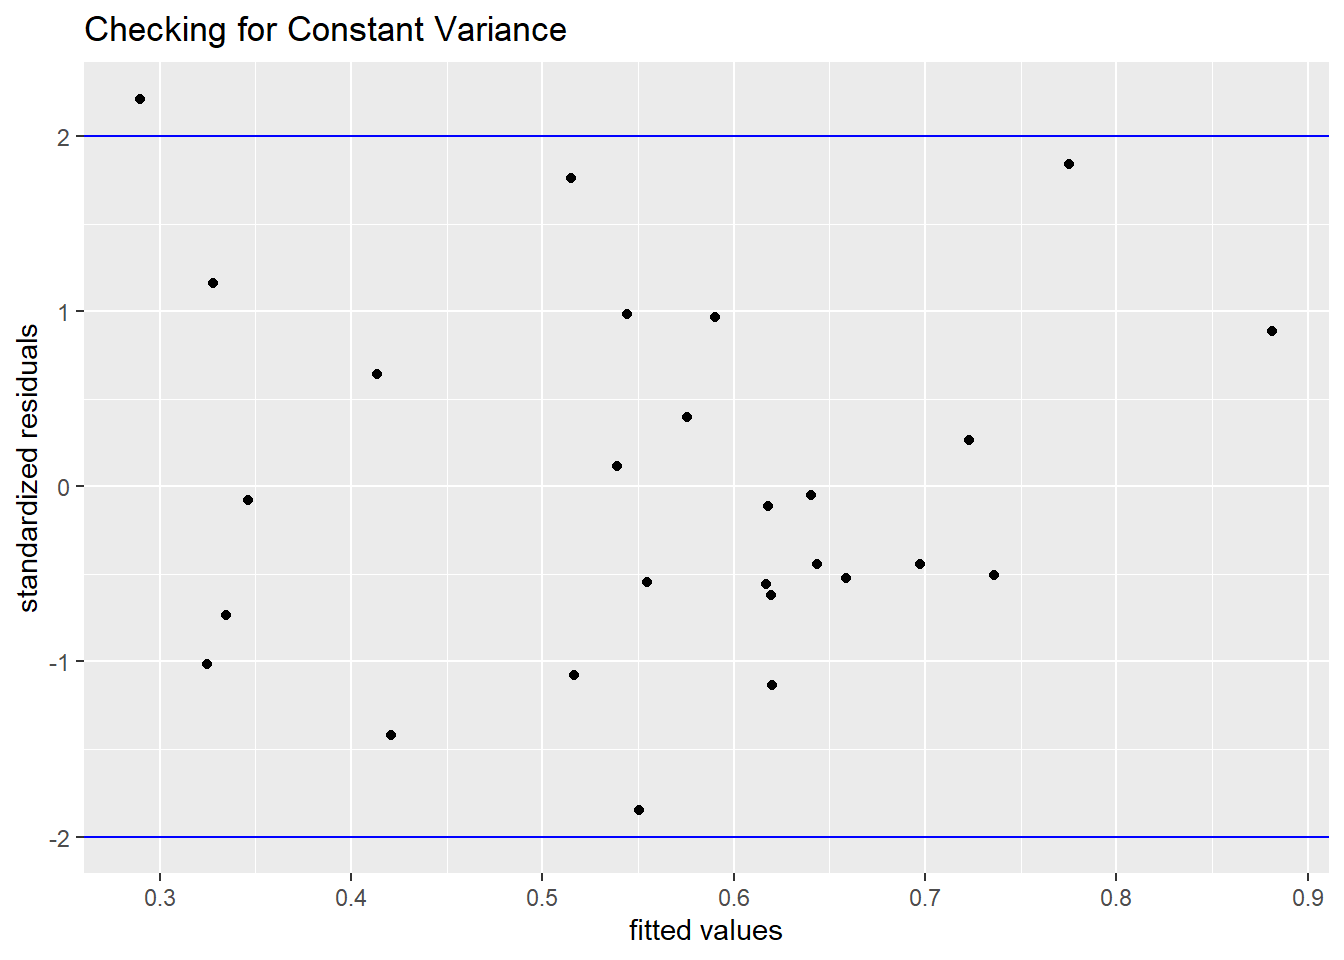 Checking for Constant Variance
standardized residuals
2
1
0
-1
-2
0.3 0.4 0.5 0.6 0.7 0.8 0.9
fitted values